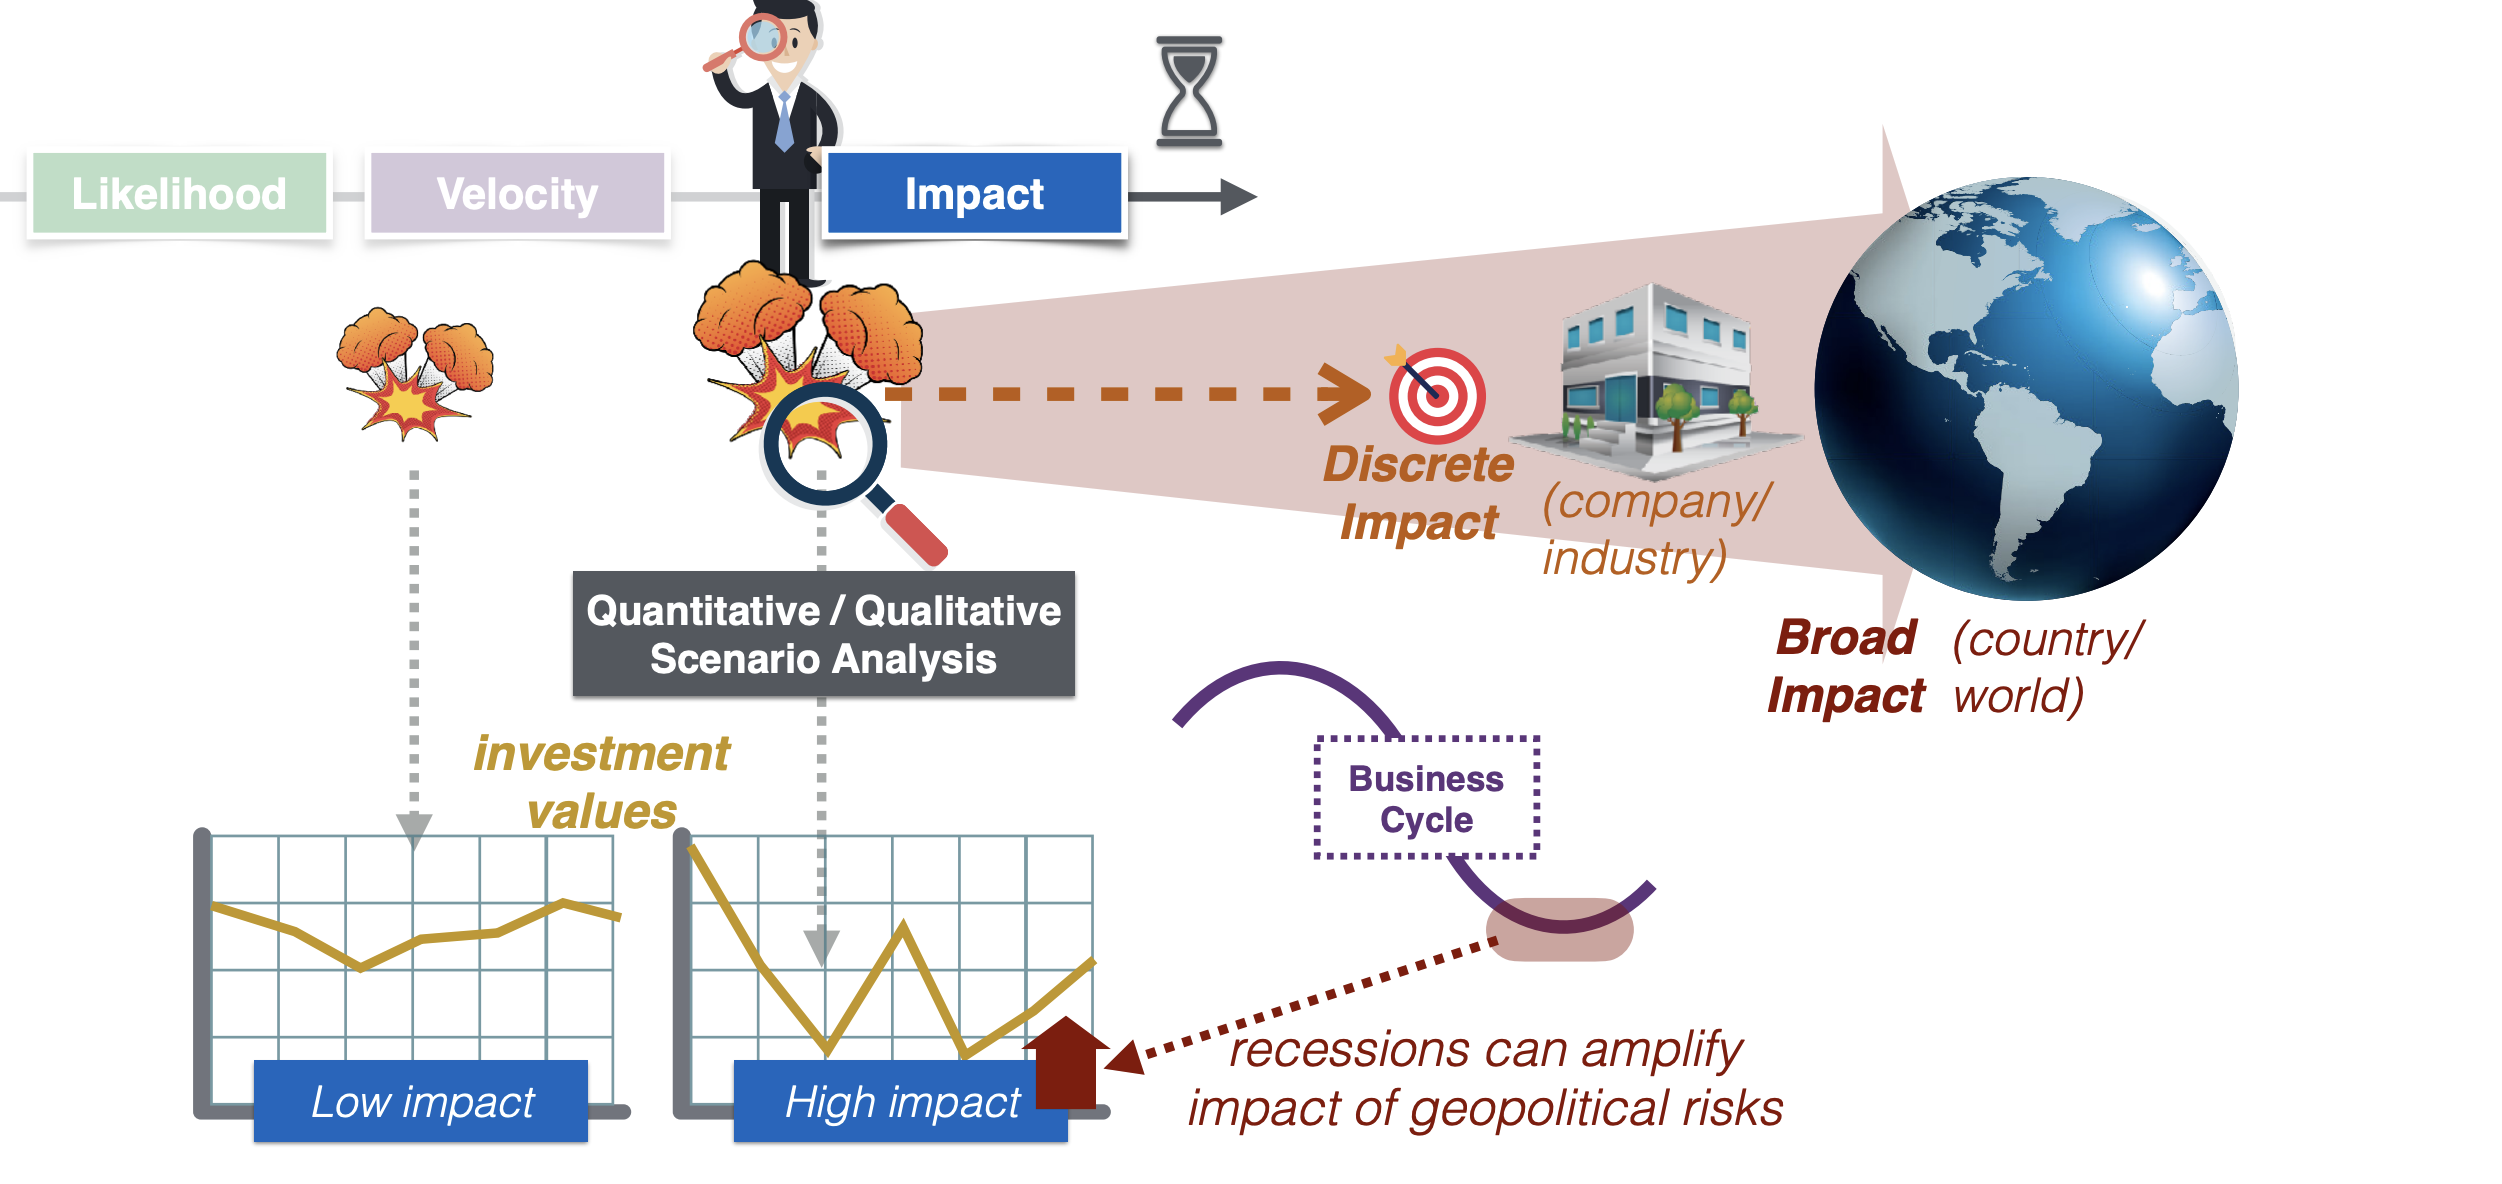 Likelihood
Velocity
Impact
Discrete
Impact
(company/
industry)
Quantitative / Qualitative
Scenario Analysis
Broad
Impact
(country/
world)
investment
values
Business
Cycle
Low impact
High impact
recessions can amplify
impact of geopolitical risks